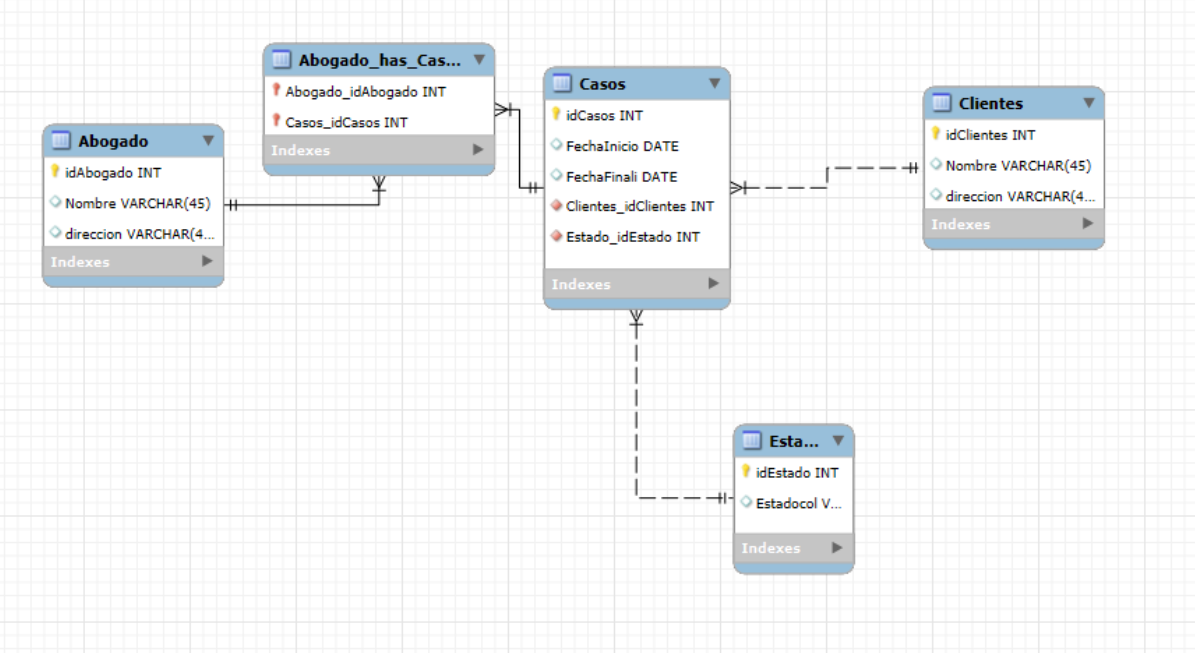 Abogado
idAbogado INT
Nombre VARCHAR(45)
direccion VARCHAR(4...
Indexes
Abogado_has_Cas...
Abogado_idAbogado INT
Casos_idCasos INT
Indexes
Casos
idCasos INT
FechaInicio DATE
FechaFinali DATE
Clientes_idClientes INT
Estado_idEstado INT
Indexes
Clientes
idClientes INT
Nombre VARCHAR(45)
direccion VARCHAR(4...
Indexes
Esta...
idEstado INT
Estadocol V...
Indexes